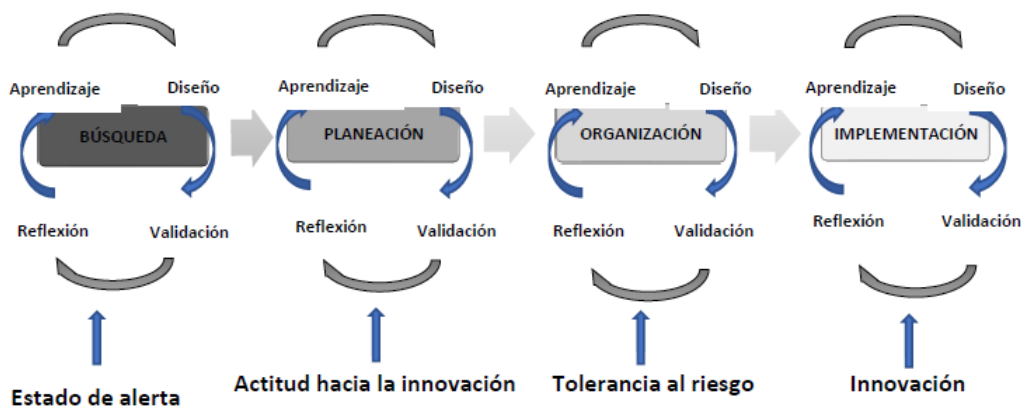 Aprendizaje Diseño Aprendizaje Diseño Aprendizaje Diseño Aprendizaje Diseño
BÚSQUEDA PLANEACIÓN ORGANIZACIÓN IMPLEMENTACIÓN
Reflexión Validación Reflexión Validación Reflexión Validación Reflexión Validación
Estado de alerta Actitud hacia la innovación Tolerancia al riesgo Innovación